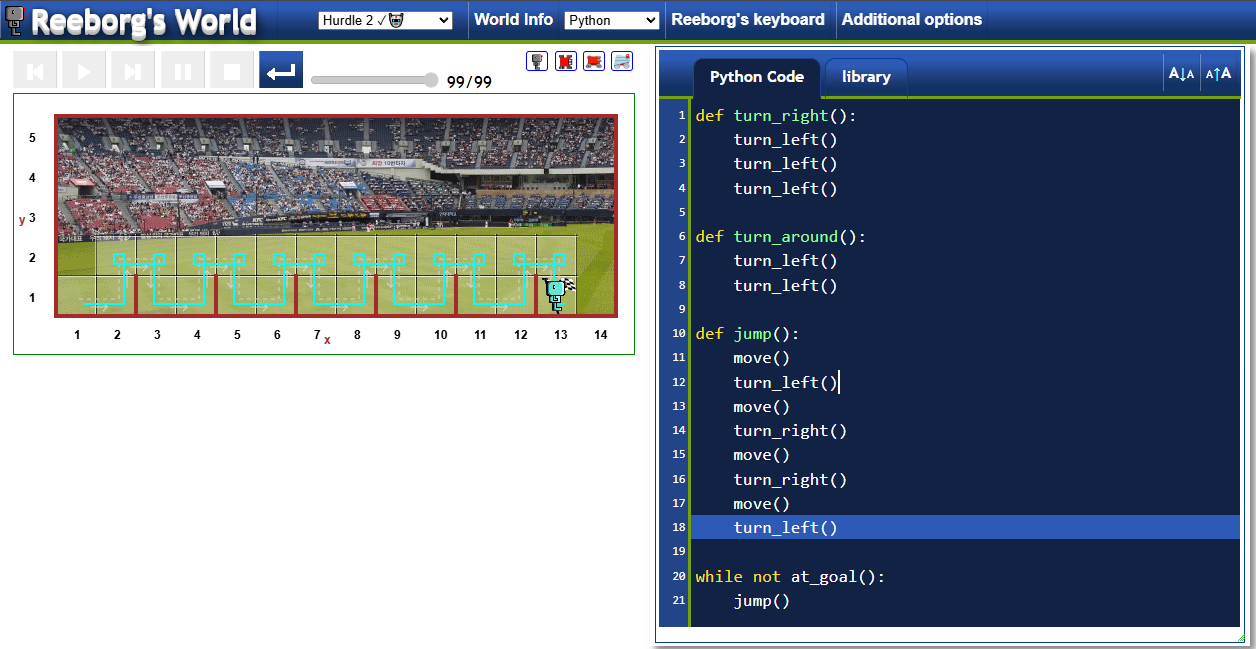 Reeborg's World
Hurdle 2 ✓
World Info
Python
Reeborg's keyboard
Additional options
99/99
5
4
y 3
2
1
1 2 3 4 5 6 7 x 8 9 10 11 12 13 14
Python Code
library
A↓A
A↑A
1 def turn_right():
2     turn_left()
3     turn_left()
4     turn_left()
5
6 def turn_around():
7     turn_left()
8     turn_left()
9
10 def jump():
11     move()
12     turn_left()
13     move()
14     turn_right()
15     move()
16     turn_right()
17     move()
18     turn_left()
19
20 while not at_goal():
21     jump()